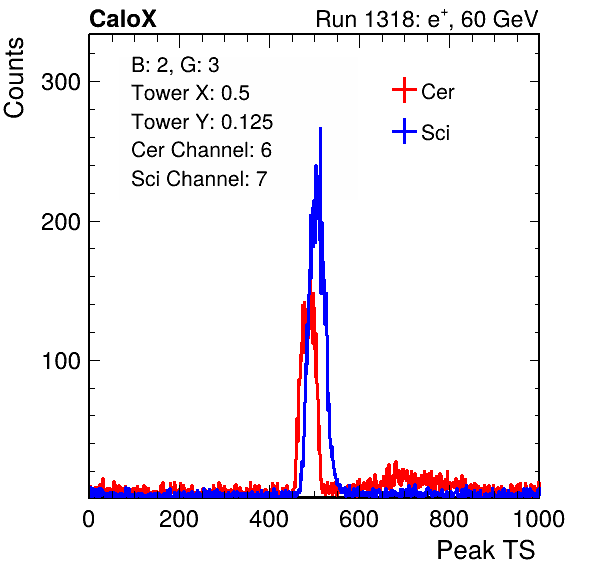 CaloX Run 1318: e⁺, 60 GeV
Counts
B: 2, G: 3
Tower X: 0.5
Tower Y: 0.125
Cer Channel: 6
Sci Channel: 7
Cer
Sci
300
200
100
0 200 400 600 800 1000
Peak TS